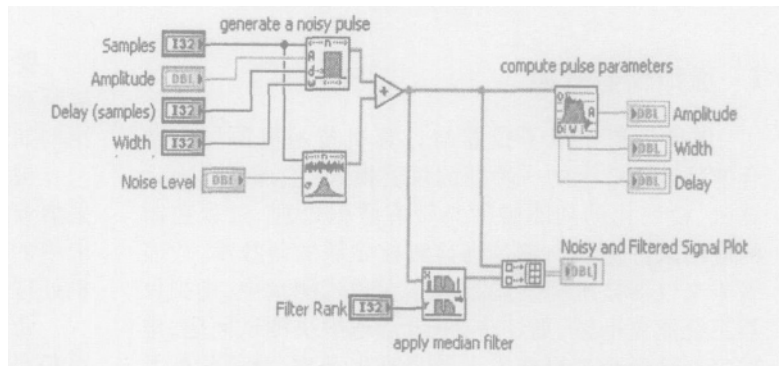 generate a noisy pulse
Samples I32
Amplitude DBL
Delay (samples) I32
Width I32
Noise Level DBL
compute pulse parameters
DBL Amplitude
DBL Width
DBL Delay
Noisy and Filtered Signal Plot
[DBL]
Filter Rank I32
apply median filter